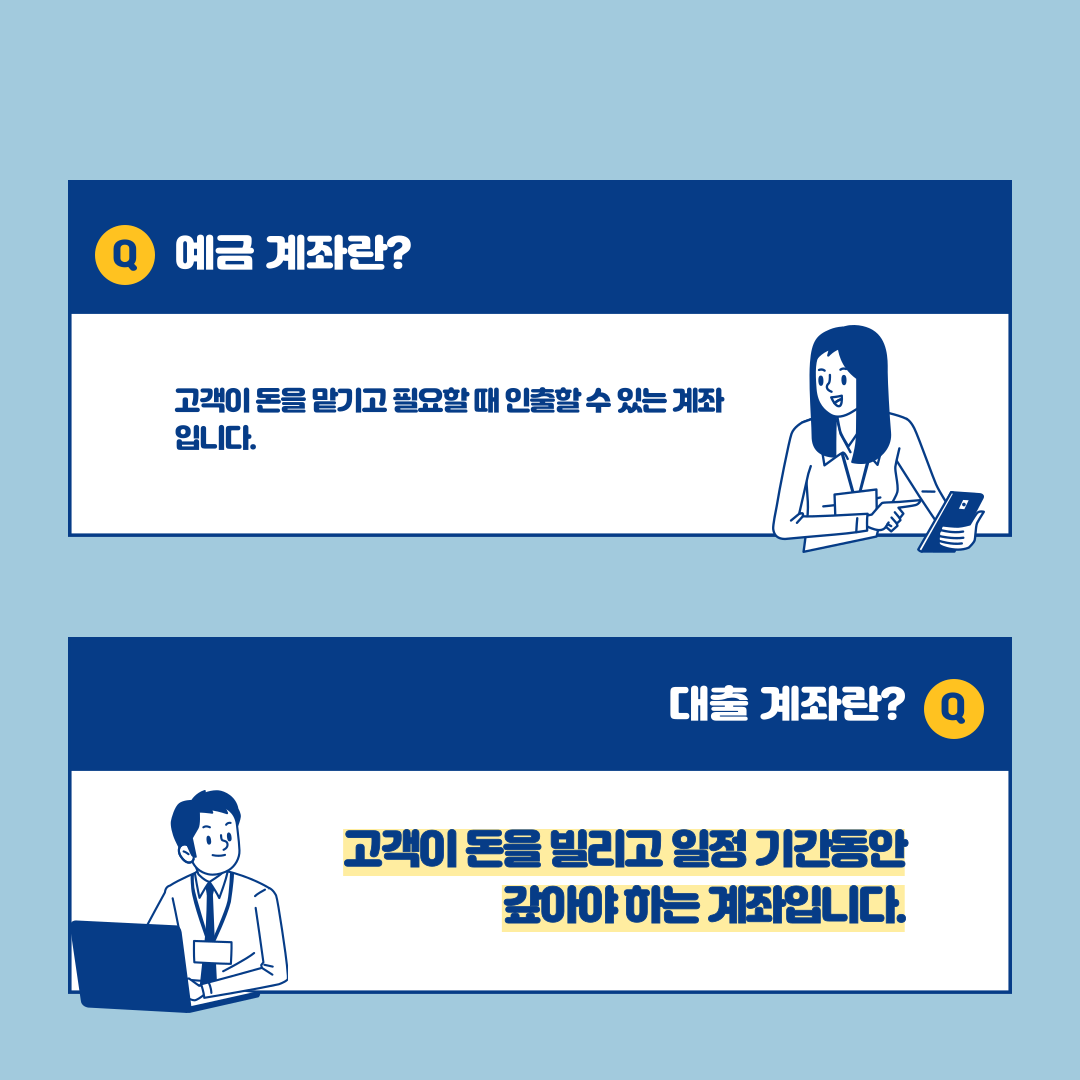 Q 예금 계좌란?
고객이 돈을 맡기고 필요할 때 인출할 수 있는 계좌
입니다.
대출 계좌란? Q
고객이 돈을 빌리고 일정 기간동안
갚아야 하는 계좌입니다.